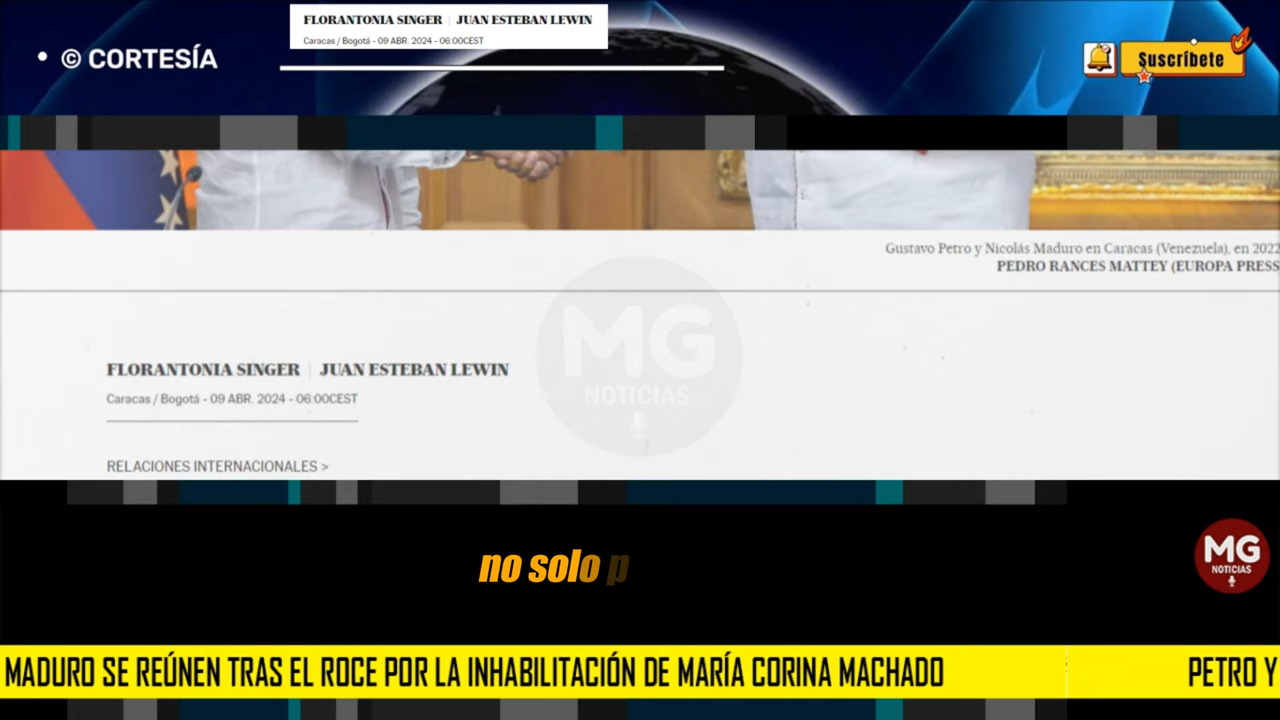 FLORANTONIA SINGER | JUAN ESTEBAN LEWIN
Caracas / Bogotá - 09 ABR. 2024 - 06:00CEST
• © CORTESÍA
Suscríbete
Gustavo Petro y Nicolás Maduro en Caracas (Venezuela), en 2022
PEDRO RANCES MATTEY (EUROPA PRESS
MG
NOTICIAS
FLORANTONIA SINGER | JUAN ESTEBAN LEWIN
Caracas / Bogotá - 09 ABR. 2024 - 06:00CEST
RELACIONES INTERNACIONALES >
no solo p
MG
NOTICIAS
MADURO SE REÚNEN TRAS EL ROCE POR LA INHABILITACIÓN DE MARÍA CORINA MACHADO PETRO Y